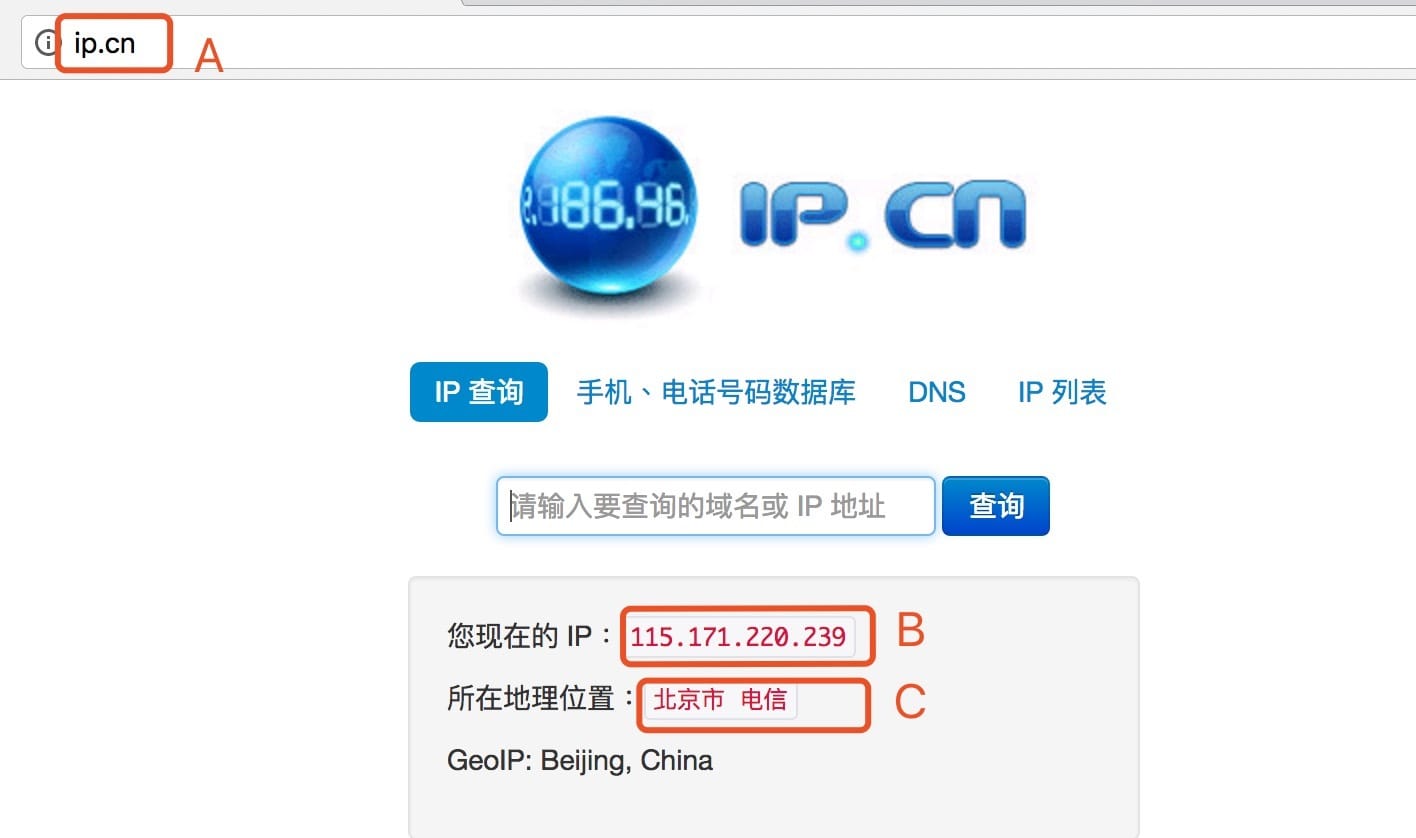 ip.cn A
2.186.46.
IP.CN
IP 查询 手机、电话号码数据库 DNS IP 列表
请输入要查询的域名或 IP 地址 查询
您现在的 IP：115.171.220.239 B
所在地理位置：北京市 电信 C
GeoIP: Beijing, China